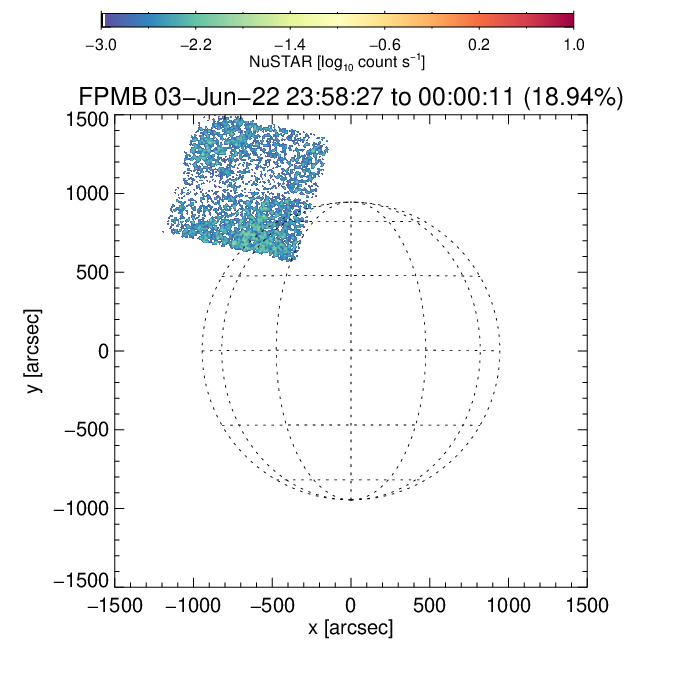 −3.0 −2.2 −1.4 −0.6 0.2 1.0
NuSTAR [log₁₀ count s⁻¹]
FPMB 03−Jun−22 23:58:27 to 00:00:11 (18.94%)
1500
1000
500
0
−500
−1000
−1500
y [arcsec]
−1500 −1000 −500 0 500 1000 1500
x [arcsec]